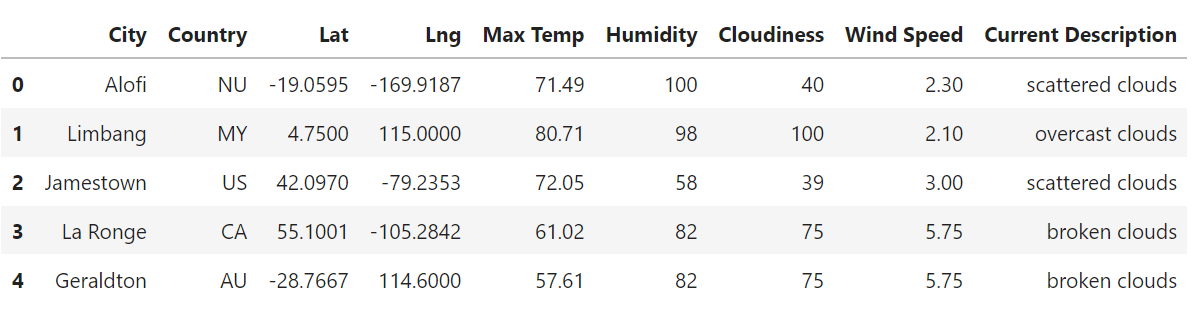 City Country Lat Lng Max Temp Humidity Cloudiness Wind Speed Current Description
0 Alofi NU -19.0595 -169.9187 71.49 100 40 2.30 scattered clouds
1 Limbang MY 4.7500 115.0000 80.71 98 100 2.10 overcast clouds
2 Jamestown US 42.0970 -79.2353 72.05 58 39 3.00 scattered clouds
3 La Ronge CA 55.1001 -105.2842 61.02 82 75 5.75 broken clouds
4 Geraldton AU -28.7667 114.6000 57.61 82 75 5.75 broken clouds